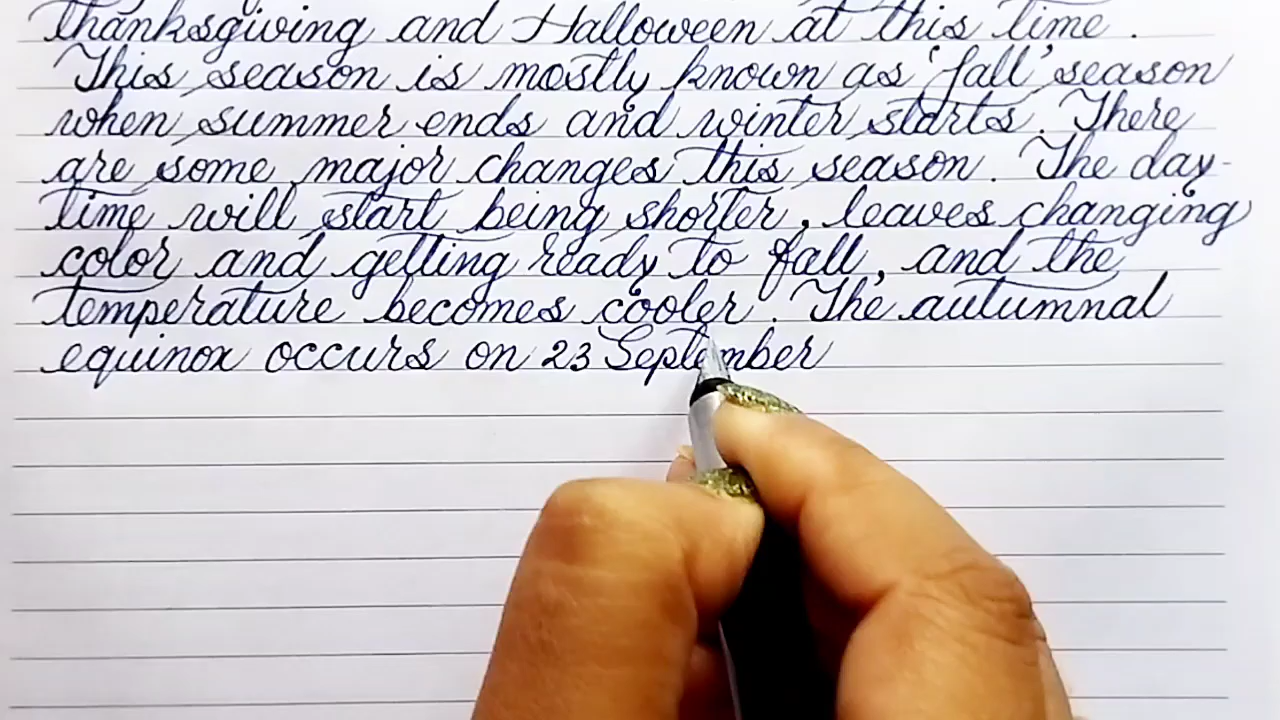 thanksgiving and Halloween at this time.
This season is mostly known as 'fall' season
when summer ends and winter starts. There
are some major changes this season. The day-
time will start being shorter, leaves changing
color and getting ready to fall, and the
temperature becomes cooler. The autumnal
equinox occurs on 23 September